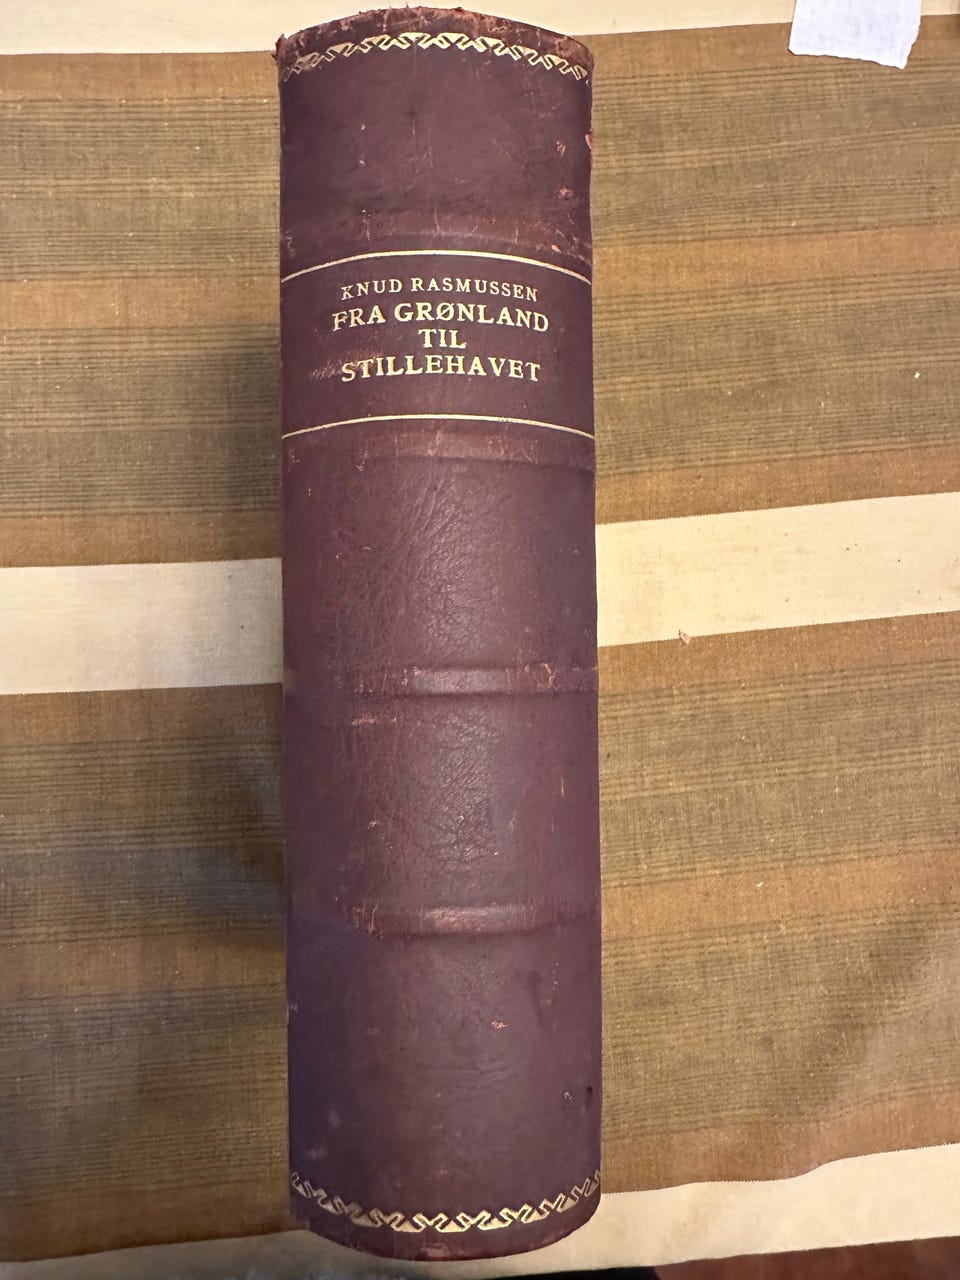 KNUD RASMUSSEN
FRA GRØNLAND
TIL
STILLEHAVET